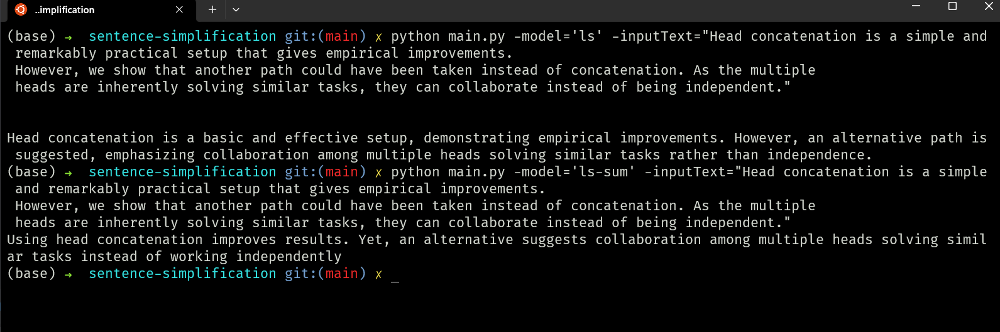 ..implification
(base) → sentence-simplification git:(main) ✗ python main.py -model='ls' -inputText="Head concatenation is a simple and
remarkably practical setup that gives empirical improvements.
However, we show that another path could have been taken instead of concatenation. As the multiple
heads are inherently solving similar tasks, they can collaborate instead of being independent."
Head concatenation is a basic and effective setup, demonstrating empirical improvements. However, an alternative path is
suggested, emphasizing collaboration among multiple heads solving similar tasks rather than independence.
(base) → sentence-simplification git:(main) ✗ python main.py -model='ls-sum' -inputText="Head concatenation is a simple
and remarkably practical setup that gives empirical improvements.
However, we show that another path could have been taken instead of concatenation. As the multiple
heads are inherently solving similar tasks, they can collaborate instead of being independent."
Using head concatenation improves results. Yet, an alternative suggests collaboration among multiple heads solving simil
ar tasks instead of working independently
(base) → sentence-simplification git:(main) ✗ _